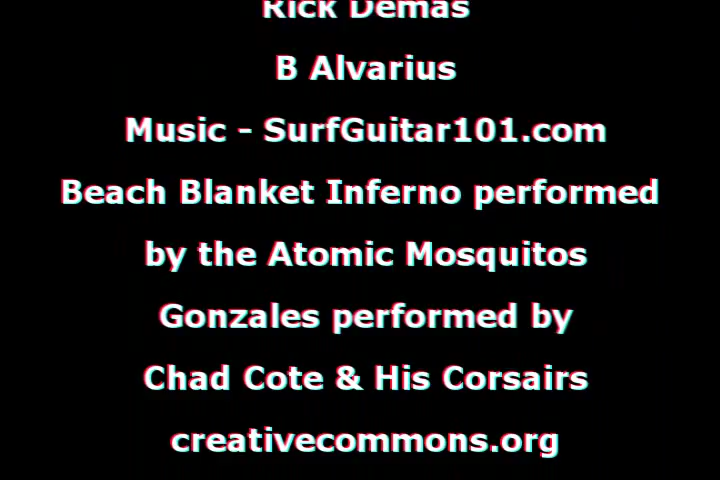 Rick Demas
B Alvarius
Music - SurfGuitar101.com
Beach Blanket Inferno performed
by the Atomic Mosquitos
Gonzales performed by
Chad Cote & His Corsairs
creativecommons.org